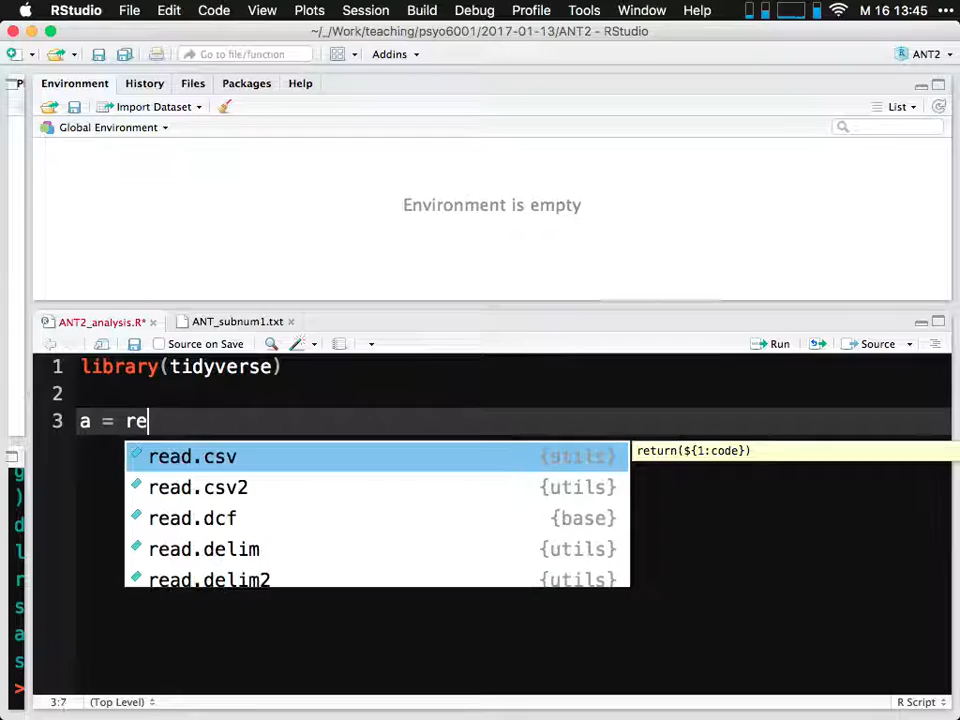 RStudio File Edit Code View Plots Session Build Debug Profile Tools Window Help M 16 13:45
~/_/Work/teaching/psyo6001/2017-01-13/ANT2 - RStudio
Go to file/function Addins ANT2
Environment History Files Packages Help
Import Dataset List
Global Environment
Environment is empty
ANT2_analysis.R* ANT_subnum1.txt
Source on Save Run Source
1 library(tidyverse)
2
3 a = re
read.csv {utils} return(${1:code})
read.csv2 {utils}
read.dcf {base}
read.delim {utils}
read.delim2 {utils}
3:7 (Top Level) R Script